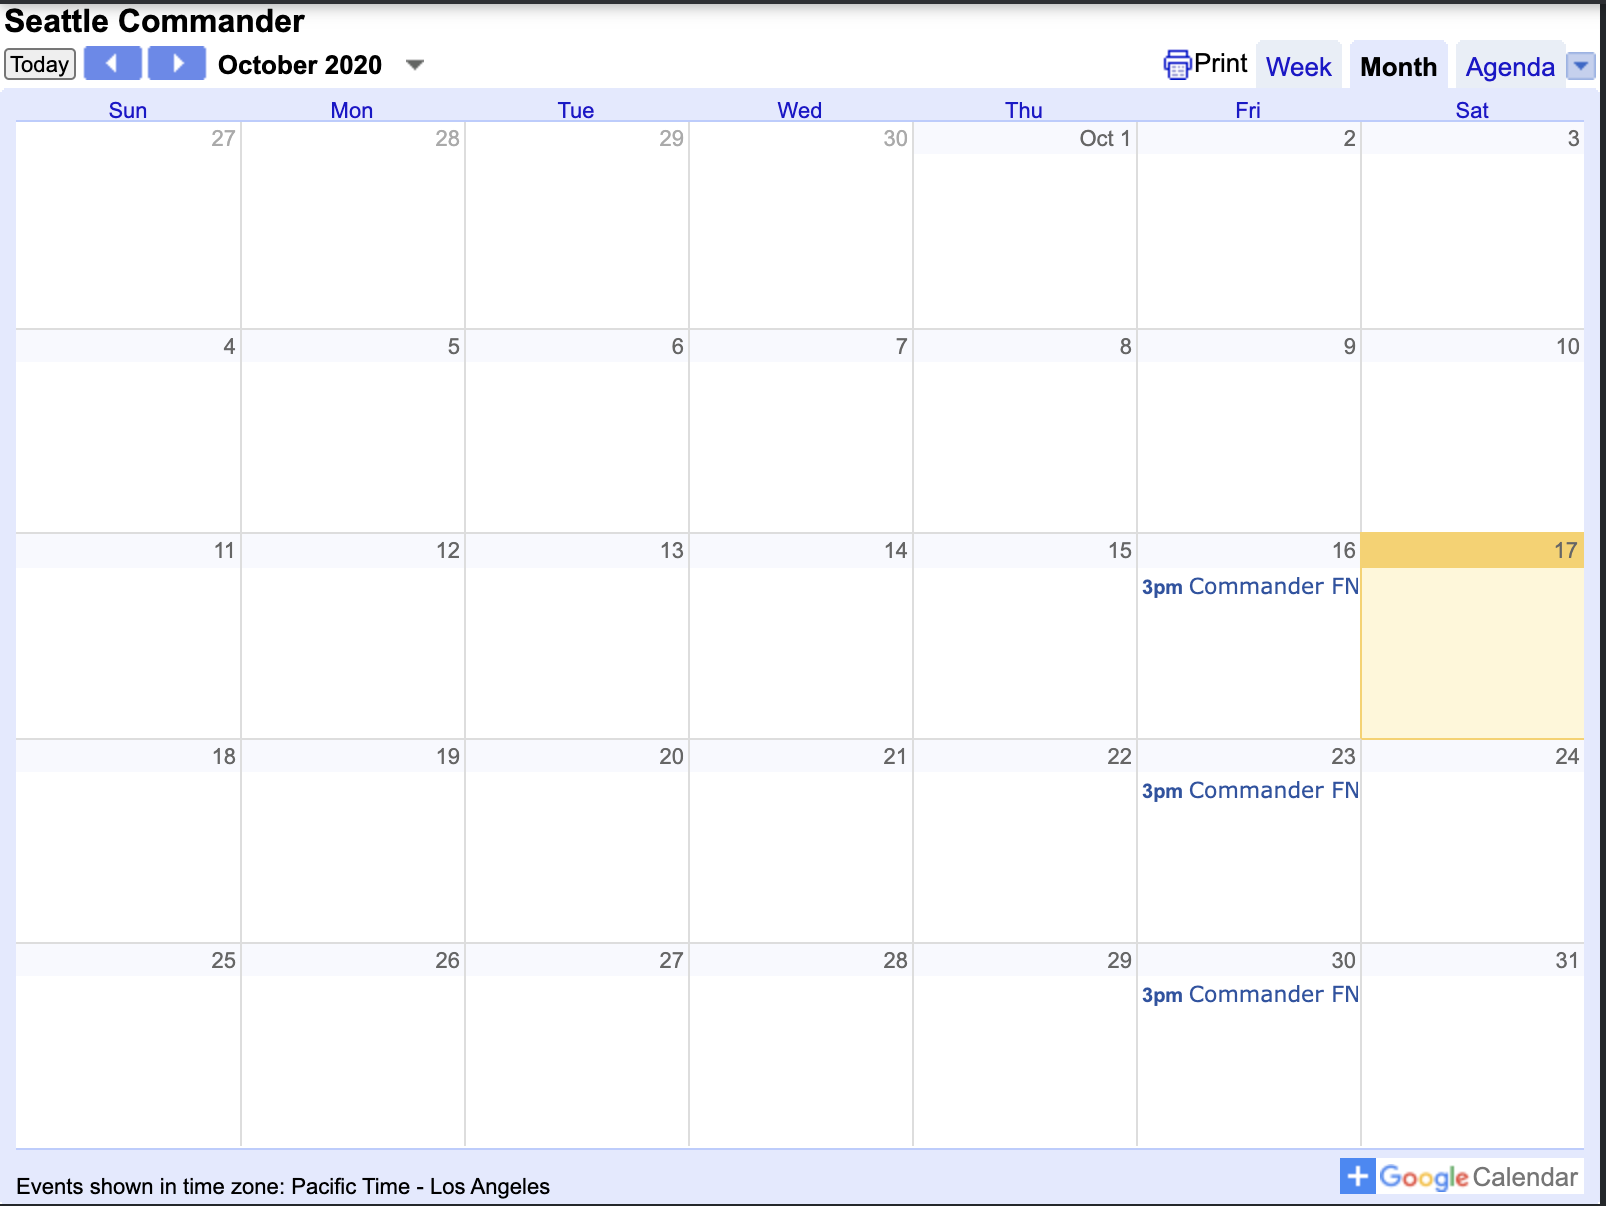 Seattle Commander
Today October 2020 Print Week Month Agenda
Sun Mon Tue Wed Thu Fri Sat
27 28 29 30 Oct 1 2 3
4 5 6 7 8 9 10
11 12 13 14 15 16 17
3pm Commander FN
18 19 20 21 22 23 24
3pm Commander FN
25 26 27 28 29 30 31
3pm Commander FN
Events shown in time zone: Pacific Time - Los Angeles
+ Google Calendar